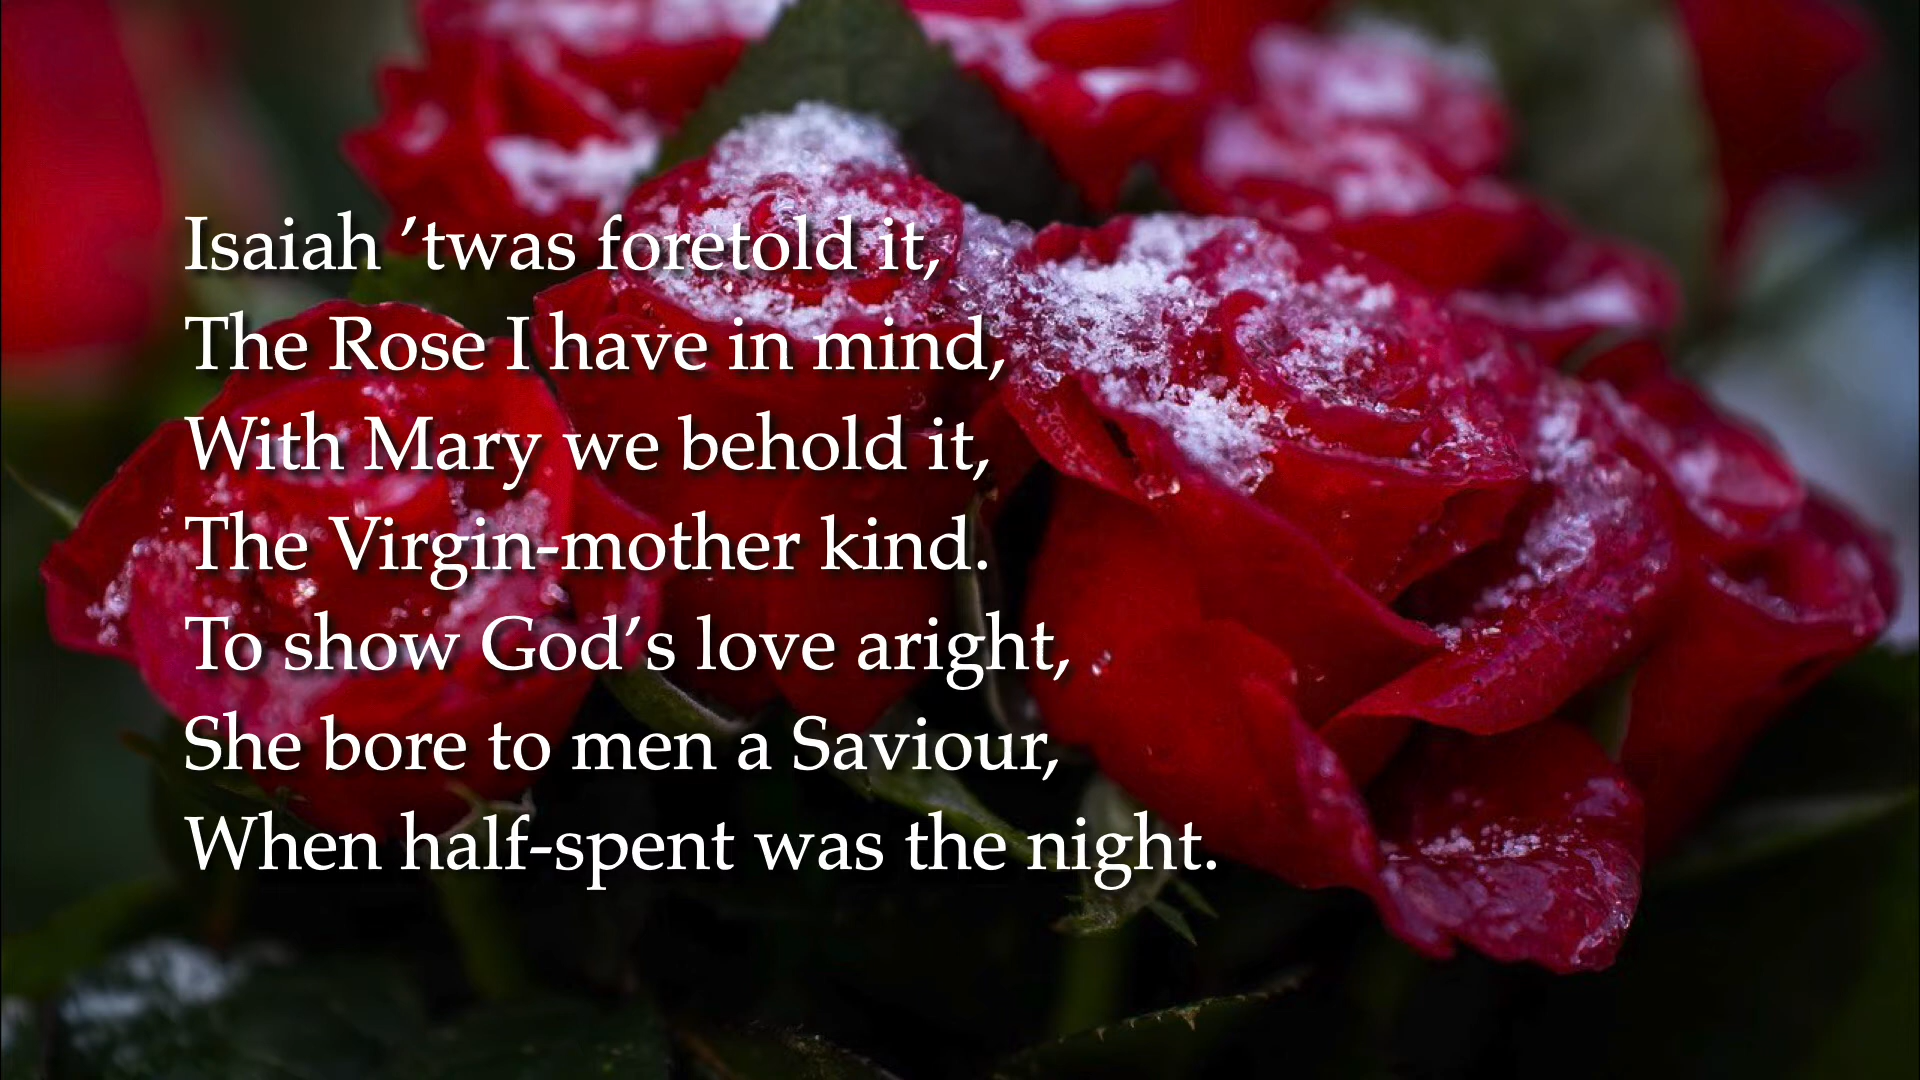 Isaiah ’twas foretold it,
The Rose I have in mind,
With Mary we behold it,
The Virgin-mother kind.
To show God’s love aright,
She bore to men a Saviour,
When half-spent was the night.